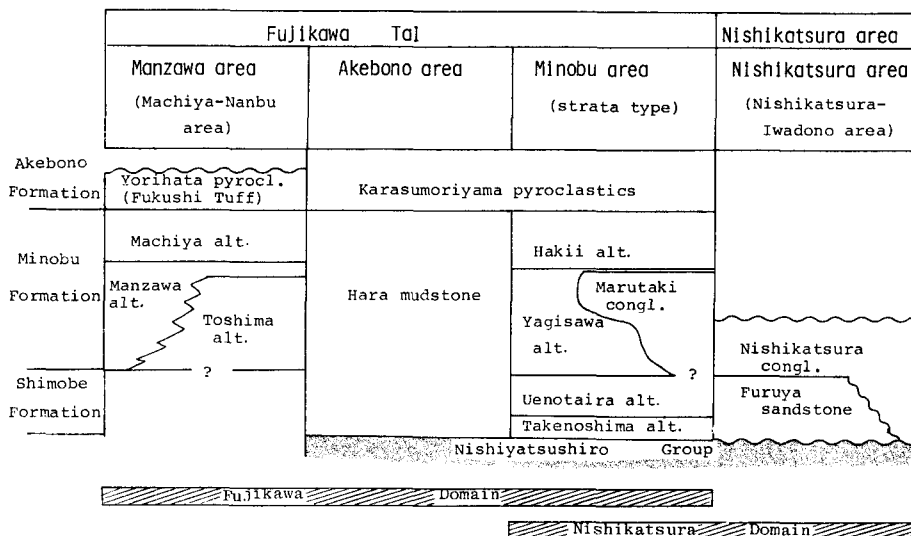 Fujikawa Tal
Nishikatsura area
Manzawa area
(Machiya-Nanbu
area)
Akebono area
Minobu area
(strata type)
Nishikatsura area
(Nishikatsura-
Iwadono area)
Akebono
Formation
Yorihata pyrocl.
(Fukushi Tuff)
Karasumoriyama pyroclastics
Minobu
Formation
Machiya alt.
Manzawa
alt.
Toshima
alt.
?
Hara mudstone
Hakii alt.
Marutaki
congl.
Yagisawa
alt.
?
Nishikatsura
congl.
Shimobe
Formation
Uenotaira alt.
Takenoshima alt.
Furuya
sandstone
Nishiyatsushiro Group
Fujikawa Domain
Nishikatsura Domain